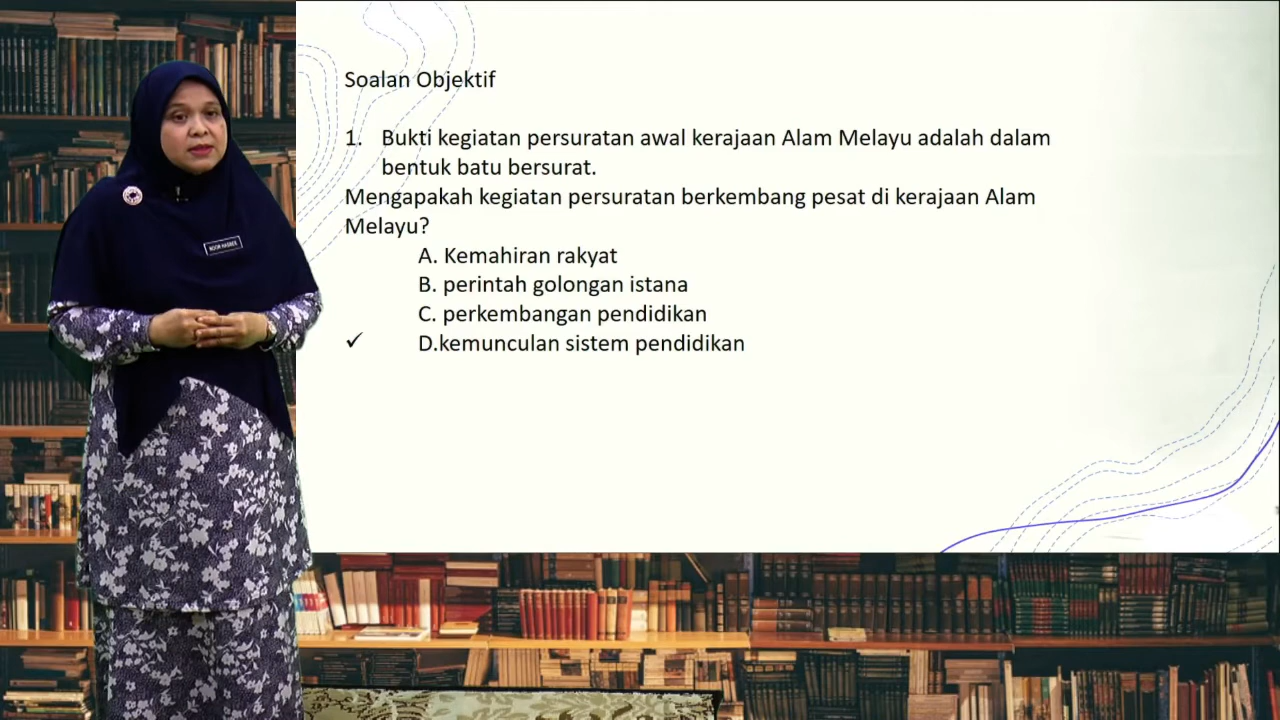 Soalan Objektif
1. Bukti kegiatan persuratan awal kerajaan Alam Melayu adalah dalam
bentuk batu bersurat.
Mengapakah kegiatan persuratan berkembang pesat di kerajaan Alam
Melayu?
A. Kemahiran rakyat
B. perintah golongan istana
C. perkembangan pendidikan
✓ D.kemunculan sistem pendidikan